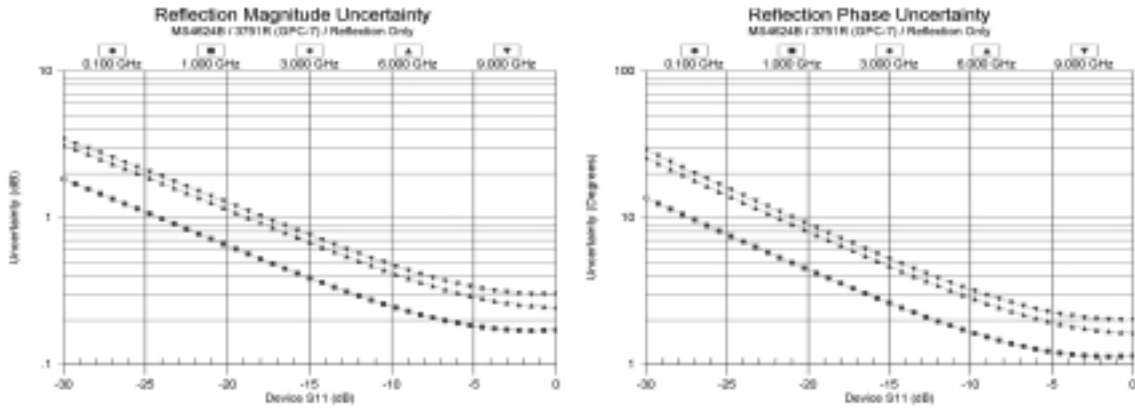 Reflection Magnitude Uncertainty
MS4624B / 3751R (GPC-7) / Reflection Only
0.100 GHz 1.000 GHz 3.000 GHz 6.000 GHz 9.000 GHz
10
1
.1
Uncertainty (dB)
-30 -25 -20 -15 -10 -5 0
Device S11 (dB)
Reflection Phase Uncertainty
MS4624B / 3751R (GPC-7) / Reflection Only
0.100 GHz 1.000 GHz 3.000 GHz 6.000 GHz 9.000 GHz
100
10
1
Uncertainty (Degrees)
-30 -25 -20 -15 -10 -5 0
Device S11 (dB)